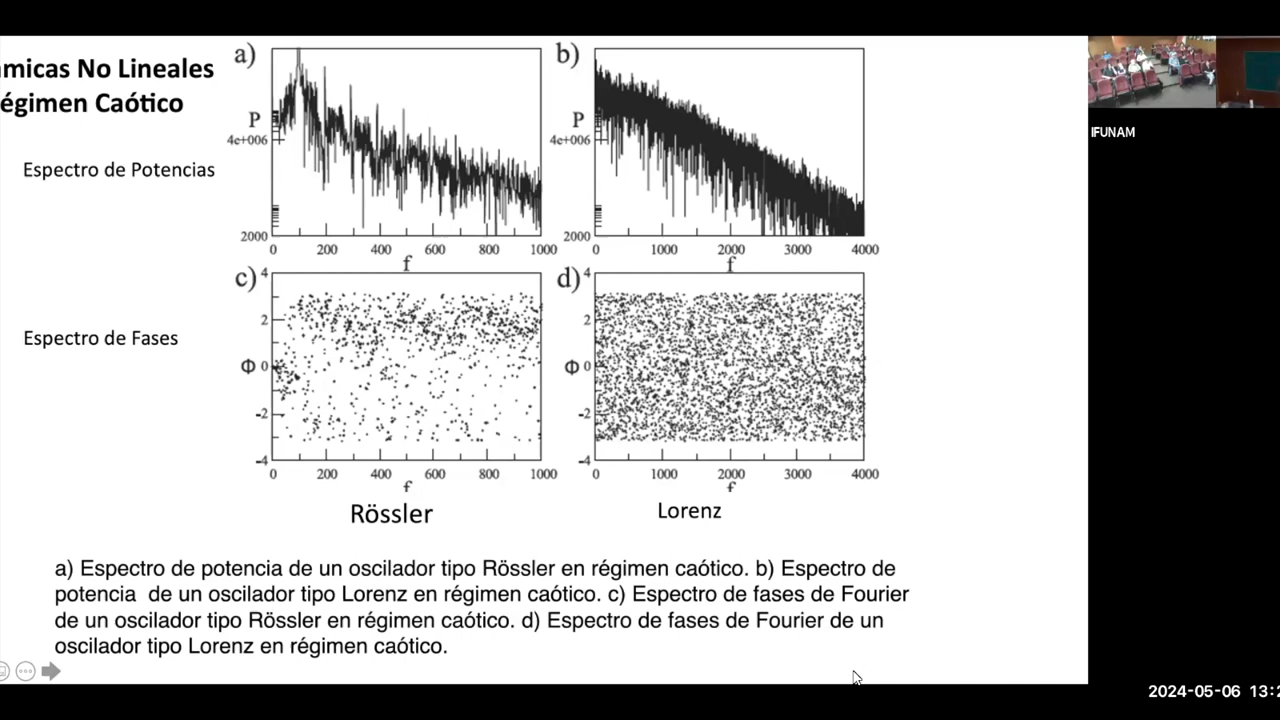 amicas No Lineales
égimen Caótico
Espectro de Potencias
Espectro de Fases
a)
P
4e+006
2000
0 200 400 600 800 1000
f
b)
P
4e+006
2000
0 1000 2000 3000 4000
f
c)
4
2
Φ 0
-2
-4
0 200 400 600 800 1000
f
Rössler
d)
4
2
Φ 0
-2
-4
0 1000 2000 3000 4000
f
Lorenz
a) Espectro de potencia de un oscilador tipo Rössler en régimen caótico. b) Espectro de
potencia de un oscilador tipo Lorenz en régimen caótico. c) Espectro de fases de Fourier
de un oscilador tipo Rössler en régimen caótico. d) Espectro de fases de Fourier de un
oscilador tipo Lorenz en régimen caótico.
IFUNAM
2024-05-06 13:2